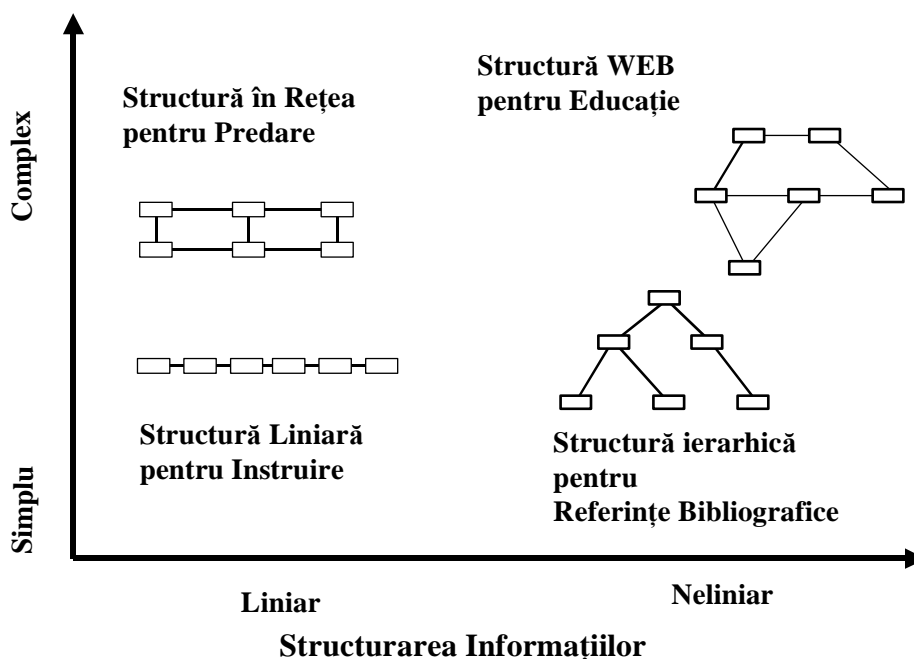 Structură WEB
pentru Educație
Structură în Rețea
pentru Predare
Complex
Structură Liniară
pentru Instruire
Structură ierarhică
pentru
Referințe Bibliografice
Simplu
Liniar
Neliniar
Structurarea Informațiilor